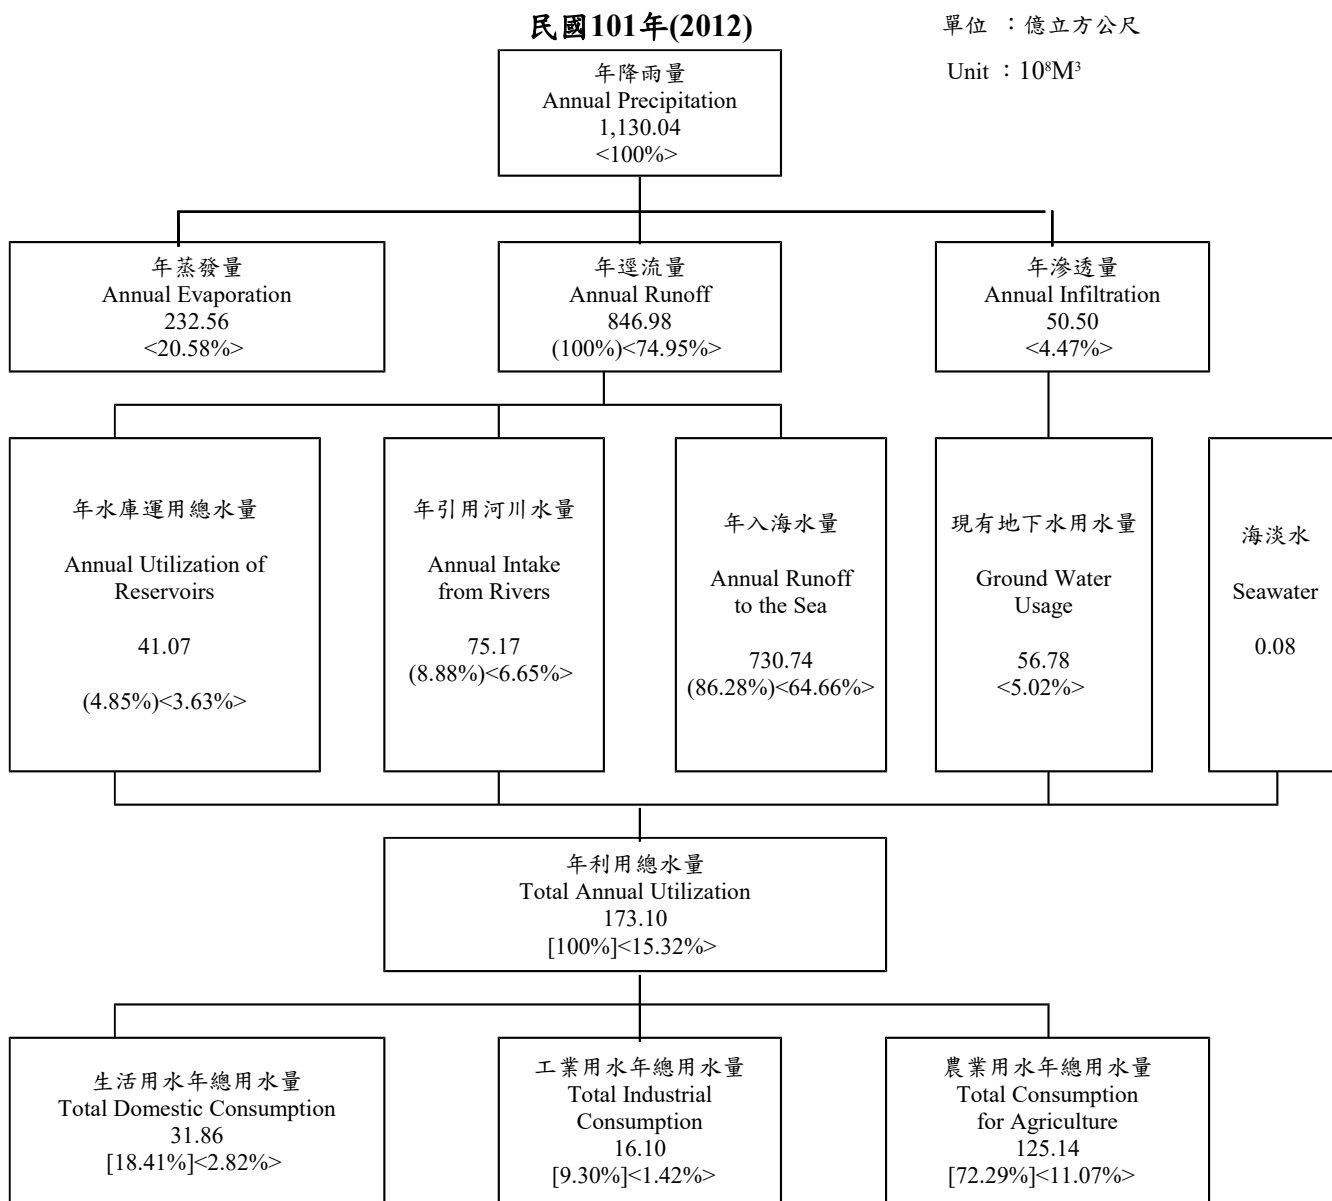 民國101年(2012)
單位 ：億立方公尺
Unit ：10⁸M³
年降雨量
Annual Precipitation
1,130.04
<100%>
年蒸發量
Annual Evaporation
232.56
<20.58%>
年逕流量
Annual Runoff
846.98
(100%)<74.95%>
年滲透量
Annual Infiltration
50.50
<4.47%>
年水庫運用總水量
Annual Utilization of
Reservoirs
41.07
(4.85%)<3.63%>
年引用河川水量
Annual Intake
from Rivers
75.17
(8.88%)<6.65%>
年入海水量
Annual Runoff
to the Sea
730.74
(86.28%)<64.66%>
現有地下水用水量
Ground Water
Usage
56.78
<5.02%>
海淡水
Seawater
0.08
年利用總水量
Total Annual Utilization
173.10
[100%]<15.32%>
生活用水年總用水量
Total Domestic Consumption
31.86
[18.41%]<2.82%>
工業用水年總用水量
Total Industrial
Consumption
16.10
[9.30%]<1.42%>
農業用水年總用水量
Total Consumption
for Agriculture
125.14
[72.29%]<11.07%>